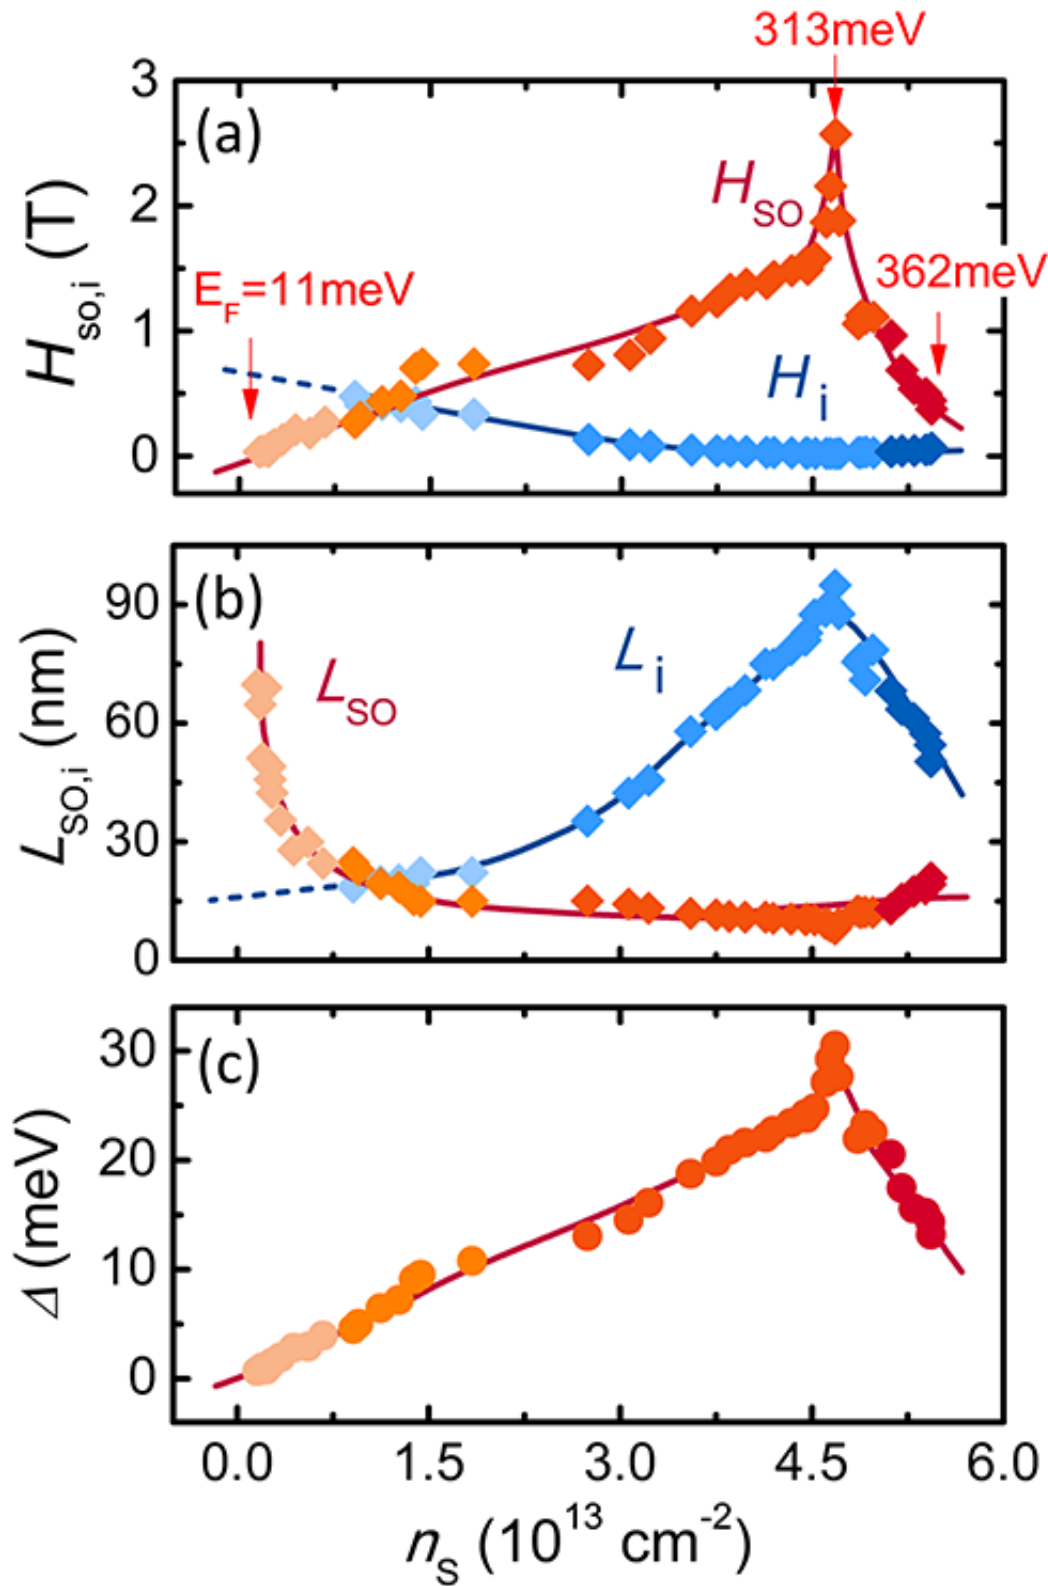 313meV
3
(a)
H_SO
2
H_so,i (T)
E_F=11meV
362meV
1
H_i
0
90
(b)
L_i
L_SO
L_SO,i (nm)
60
30
0
30
(c)
20
Δ (meV)
10
0
0.0 1.5 3.0 4.5 6.0
n_S (10^13 cm^-2)